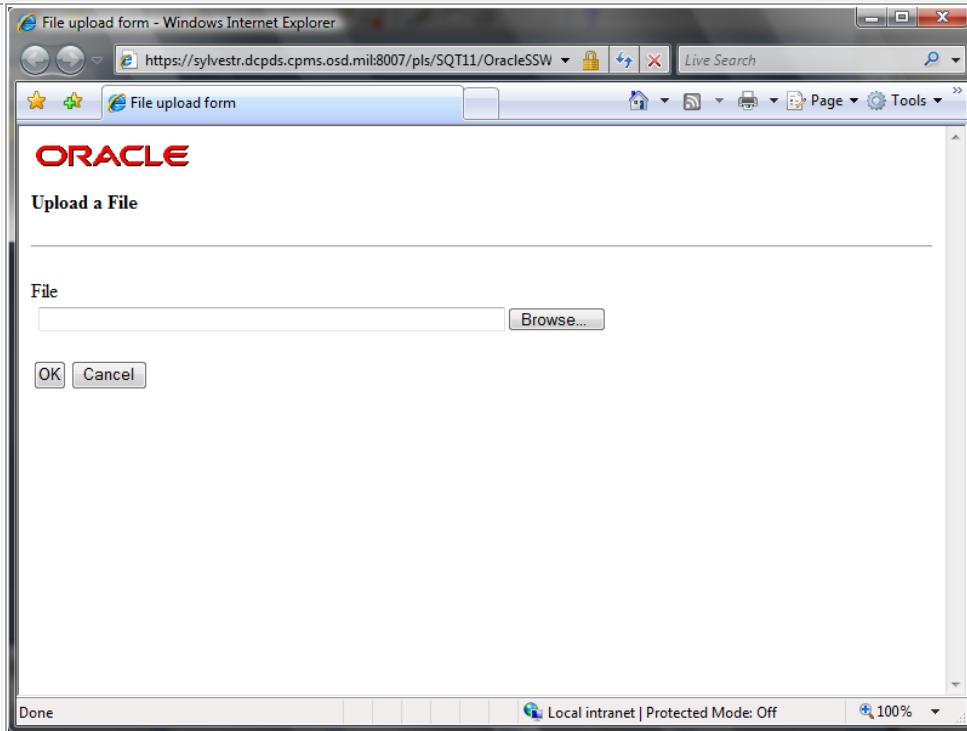 File upload form - Windows Internet Explorer
https://sylvestr.dcpds.cpms.osd.mil:8007/pls/SQT11/OracleSSW
Live Search
File upload form
Page
Tools
ORACLE
Upload a File
File
Browse...
OK Cancel
Done
Local intranet | Protected Mode: Off
100%